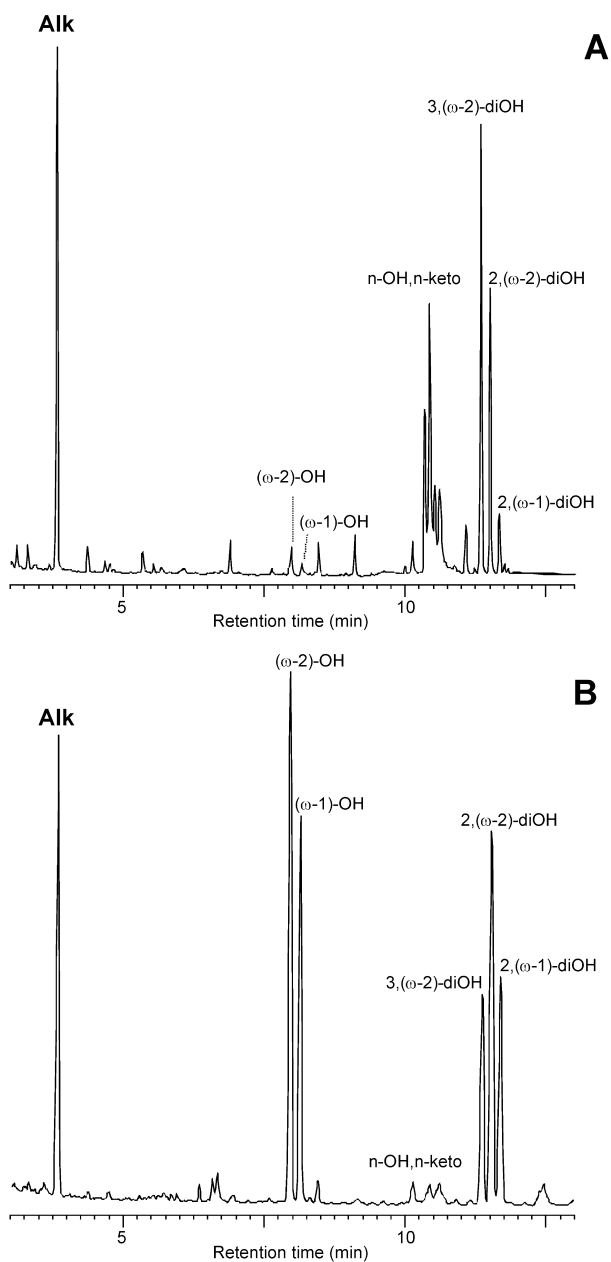 Alk
A
3,(ω-2)-diOH
n-OH,n-keto
2,(ω-2)-diOH
(ω-2)-OH
2,(ω-1)-diOH
(ω-1)-OH
5
10
Retention time (min)
(ω-2)-OH
B
Alk
(ω-1)-OH
2,(ω-2)-diOH
2,(ω-1)-diOH
3,(ω-2)-diOH
n-OH,n-keto
5
10
Retention time (min)